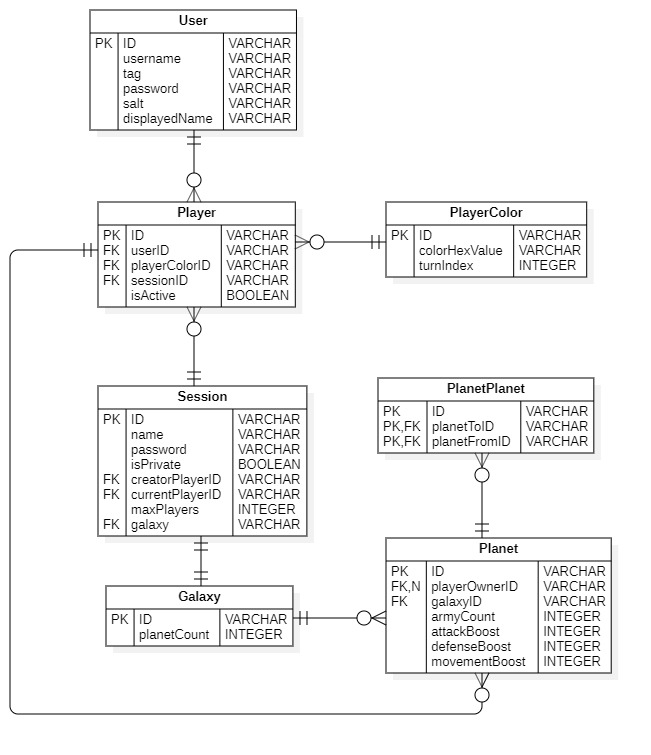 User
PK ID VARCHAR
username VARCHAR
tag VARCHAR
password VARCHAR
salt VARCHAR
displayedName VARCHAR
Player
PK ID VARCHAR
FK userID VARCHAR
FK playerColorID VARCHAR
FK sessionID VARCHAR
isActive BOOLEAN
PlayerColor
PK ID VARCHAR
colorHexValue VARCHAR
turnIndex INTEGER
Session
PK ID VARCHAR
name VARCHAR
password VARCHAR
isPrivate BOOLEAN
FK creatorPlayerID VARCHAR
FK currentPlayerID VARCHAR
maxPlayers INTEGER
FK galaxy VARCHAR
PlanetPlanet
PK ID VARCHAR
PK,FK planetToID VARCHAR
PK,FK planetFromID VARCHAR
Galaxy
PK ID VARCHAR
planetCount INTEGER
Planet
PK ID VARCHAR
FK,N playerOwnerID VARCHAR
FK galaxyID VARCHAR
armyCount INTEGER
attackBoost INTEGER
defenseBoost INTEGER
movementBoost INTEGER